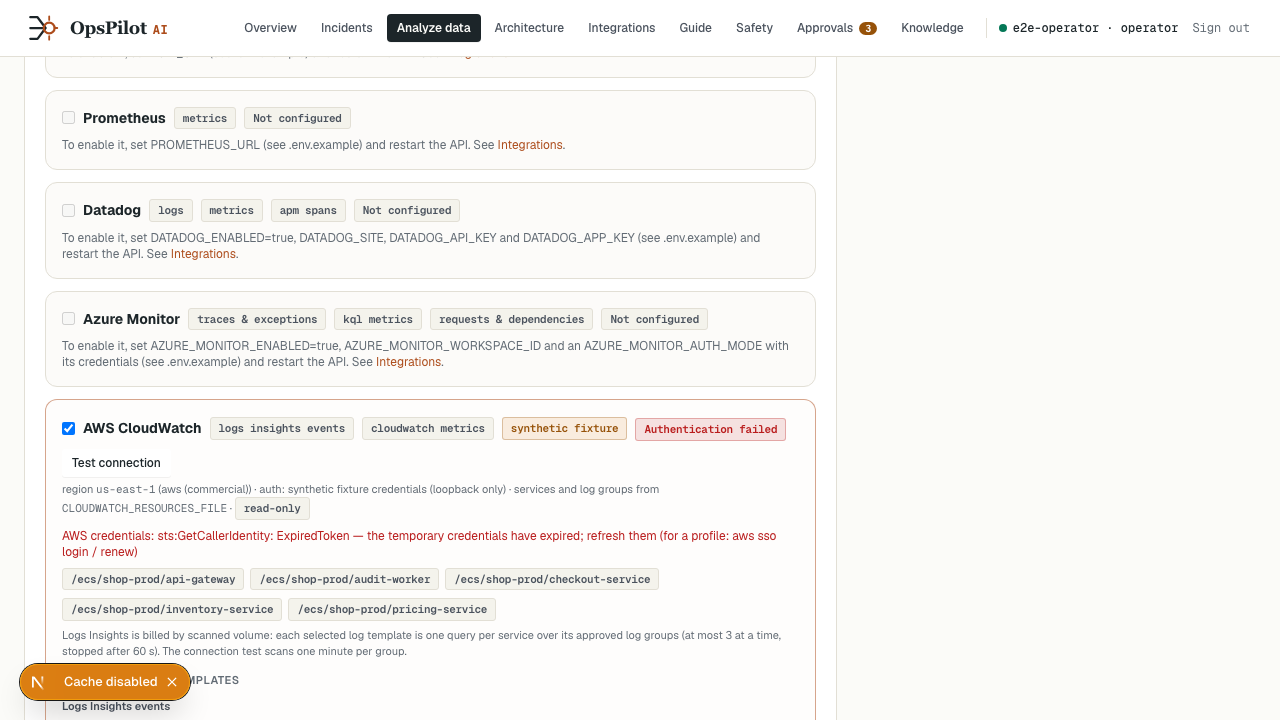 OpsPilot AI
Overview Incidents Analyze data Architecture Integrations Guide Safety Approvals 3 Knowledge e2e-operator · operator Sign out
Prometheus metrics Not configured
To enable it, set PROMETHEUS_URL (see .env.example) and restart the API. See Integrations.
Datadog logs metrics apm spans Not configured
To enable it, set DATADOG_ENABLED=true, DATADOG_SITE, DATADOG_API_KEY and DATADOG_APP_KEY (see .env.example) and
restart the API. See Integrations.
Azure Monitor traces & exceptions kql metrics requests & dependencies Not configured
To enable it, set AZURE_MONITOR_ENABLED=true, AZURE_MONITOR_WORKSPACE_ID and an AZURE_MONITOR_AUTH_MODE with
its credentials (see .env.example) and restart the API. See Integrations.
AWS CloudWatch logs insights events cloudwatch metrics synthetic fixture Authentication failed
Test connection
region us-east-1 (aws (commercial)) · auth: synthetic fixture credentials (loopback only) · services and log groups from
CLOUDWATCH_RESOURCES_FILE · read-only
AWS credentials: sts:GetCallerIdentity: ExpiredToken — the temporary credentials have expired; refresh them (for a profile: aws sso
login / renew)
/ecs/shop-prod/api-gateway /ecs/shop-prod/audit-worker /ecs/shop-prod/checkout-service
/ecs/shop-prod/inventory-service /ecs/shop-prod/pricing-service
Logs Insights is billed by scanned volume: each selected log template is one query per service over its approved log groups (at most 3 at a time,
stopped after 60 s). The connection test scans one minute per group.
Cache disabled MPLATES
Logs Insights events